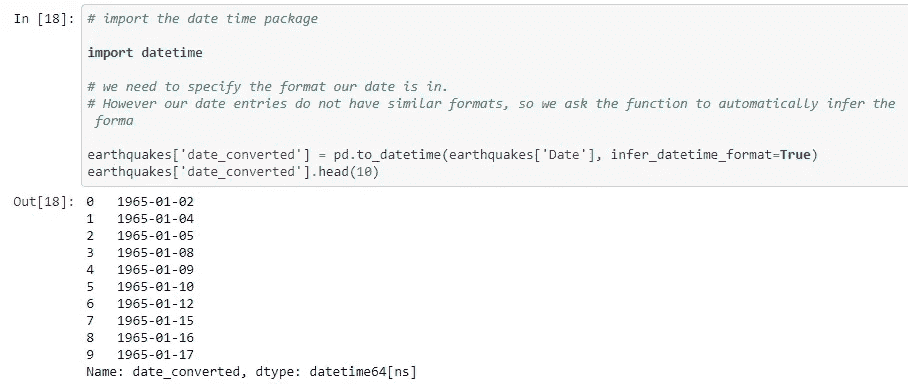 In [18]: # import the date time package
import datetime
# we need to specify the format our date is in.
# However our date entries do not have similar formats, so we ask the function to automatically infer the
forma
earthquakes['date_converted'] = pd.to_datetime(earthquakes['Date'], infer_datetime_format=True)
earthquakes['date_converted'].head(10)
Out[18]: 0   1965-01-02
1   1965-01-04
2   1965-01-05
3   1965-01-08
4   1965-01-09
5   1965-01-10
6   1965-01-12
7   1965-01-15
8   1965-01-16
9   1965-01-17
Name: date_converted, dtype: datetime64[ns]